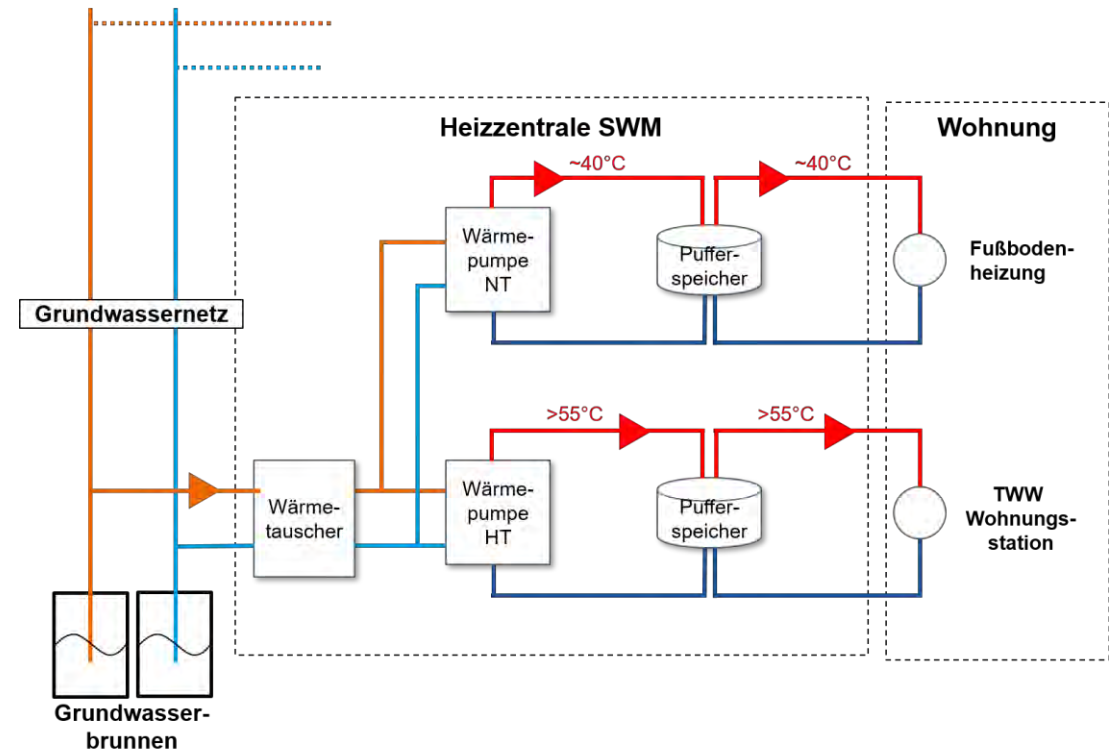 Heizzentrale SWM
Wohnung
~40°C
~40°C
Wärme-
pumpe
NT
Puffer-
speicher
Fußboden-
heizung
Grundwassernetz
>55°C
>55°C
Wärme-
tauscher
Wärme-
pumpe
HT
Puffer-
speicher
TWW
Wohnungs-
station
Grundwasser-
brunnen